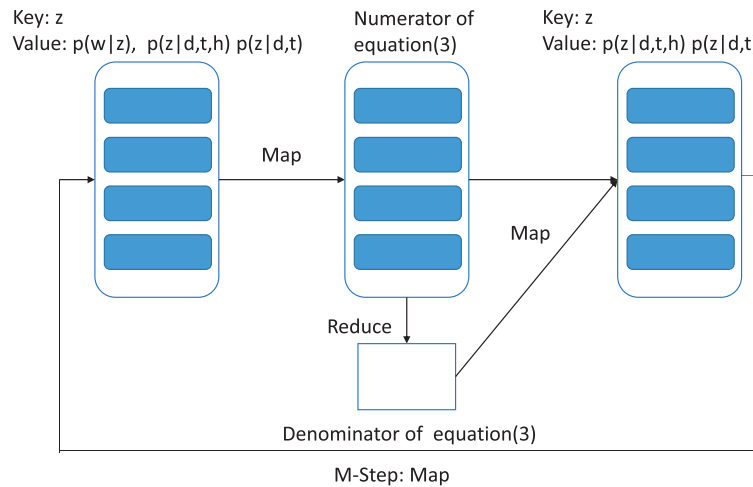 Key: z
Value: p(w|z), p(z|d,t,h) p(z|d,t)
Numerator of
equation(3)
Key: z
Value: p(z|d,t,h) p(z|d,t
Map
Map
Reduce
Denominator of equation(3)
M-Step: Map